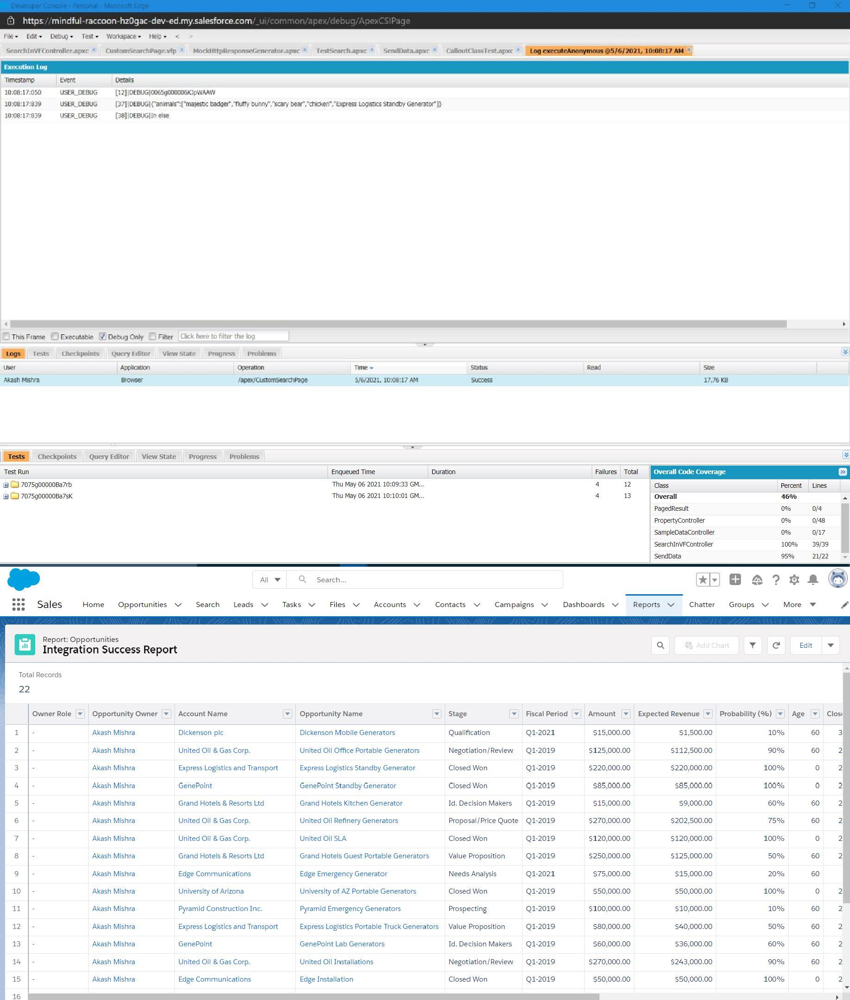 Developer Console - Personal - Microsoft Edge
https://mindful-raccoon-hz0gac-dev-ed.my.salesforce.com/_ui/common/apex/debug/ApexCSIPage
File Edit Debug Test Workspace Help < >
SearchInVFController.apxc CustomSearchPage.vfp MockHttpResponseGenerator.apxc TestSearch.apxc SendData.apxc CalloutClassTest.apxc Log executeAnonymous @5/6/2021, 10:08:17 AM
Execution Log
Timestamp Event Details
10:08:17:050 USER_DEBUG [12]|DEBUG|0065g000006KJpWAAW
10:08:17:839 USER_DEBUG [37]|DEBUG|{"animals":["majestic badger","fluffy bunny","scary bear","chicken","Express Logistics Standby Generator"]}
10:08:17:839 USER_DEBUG [38]|DEBUG|In else
This Frame Executable Debug Only Filter Click here to filter the log
Logs Tests Checkpoints Query Editor View State Progress Problems
User Application Operation Time Status Read Size
Akash Mishra Browser /apex/CustomSearchPage 5/6/2021, 10:08:17 AM Success 17.76 KB
Tests Checkpoints Query Editor View State Progress Problems
Test Run Enqueued Time Duration Failures Total Overall Code Coverage
7075g00000Ba7rb Thu May 06 2021 10:09:33 GM... 4 12
7075g00000Ba7sK Thu May 06 2021 10:10:01 GM... 4 13
Class Percent Lines
Overall 46%
PagedResult 0% 0/4
PropertyController 0% 0/48
SampleDataController 0% 0/17
SearchInVFController 100% 39/39
SendData 95% 21/22
All Search...
Sales Home Opportunities Search Leads Tasks Files Accounts Contacts Campaigns Dashboards Reports Chatter Groups More
Report: Opportunities
Integration Success Report
Add Chart Edit
Total Records
22
Owner Role Opportunity Owner Account Name Opportunity Name Stage Fiscal Period Amount Expected Revenue Probability (%) Age Clos
1 - Akash Mishra Dickenson plc Dickenson Mobile Generators Qualification Q1-2021 $15,000.00 $1,500.00 10% 60 3
2 - Akash Mishra United Oil & Gas Corp. United Oil Office Portable Generators Negotiation/Review Q1-2019 $125,000.00 $112,500.00 90% 60 2
3 - Akash Mishra Express Logistics and Transport Express Logistics Standby Generator Closed Won Q1-2019 $220,000.00 $220,000.00 100% 0 2
4 - Akash Mishra GenePoint GenePoint Standby Generator Closed Won Q1-2019 $85,000.00 $85,000.00 100% 0 2
5 - Akash Mishra Grand Hotels & Resorts Ltd Grand Hotels Kitchen Generator Id. Decision Makers Q1-2019 $15,000.00 $9,000.00 60% 60 2
6 - Akash Mishra United Oil & Gas Corp. United Oil Refinery Generators Proposal/Price Quote Q1-2019 $270,000.00 $202,500.00 75% 60 2
7 - Akash Mishra United Oil & Gas Corp. United Oil SLA Closed Won Q1-2019 $120,000.00 $120,000.00 100% 0 2
8 - Akash Mishra Grand Hotels & Resorts Ltd Grand Hotels Guest Portable Generators Value Proposition Q1-2019 $250,000.00 $125,000.00 50% 60 2
9 - Akash Mishra Edge Communications Edge Emergency Generator Needs Analysis Q1-2021 $75,000.00 $15,000.00 20% 60
10 - Akash Mishra University of Arizona University of AZ Portable Generators Closed Won Q1-2019 $50,000.00 $50,000.00 100% 0 2
11 - Akash Mishra Pyramid Construction Inc. Pyramid Emergency Generators Prospecting Q1-2019 $100,000.00 $10,000.00 10% 60 2
12 - Akash Mishra Express Logistics and Transport Express Logistics Portable Truck Generators Value Proposition Q1-2019 $80,000.00 $40,000.00 50% 60 2
13 - Akash Mishra GenePoint GenePoint Lab Generators Id. Decision Makers Q1-2019 $60,000.00 $36,000.00 60% 60 2
14 - Akash Mishra United Oil & Gas Corp. United Oil Installations Negotiation/Review Q1-2019 $270,000.00 $243,000.00 90% 60 2
15 - Akash Mishra Edge Communications Edge Installation Closed Won Q1-2019 $50,000.00 $50,000.00 100% 0 2
16